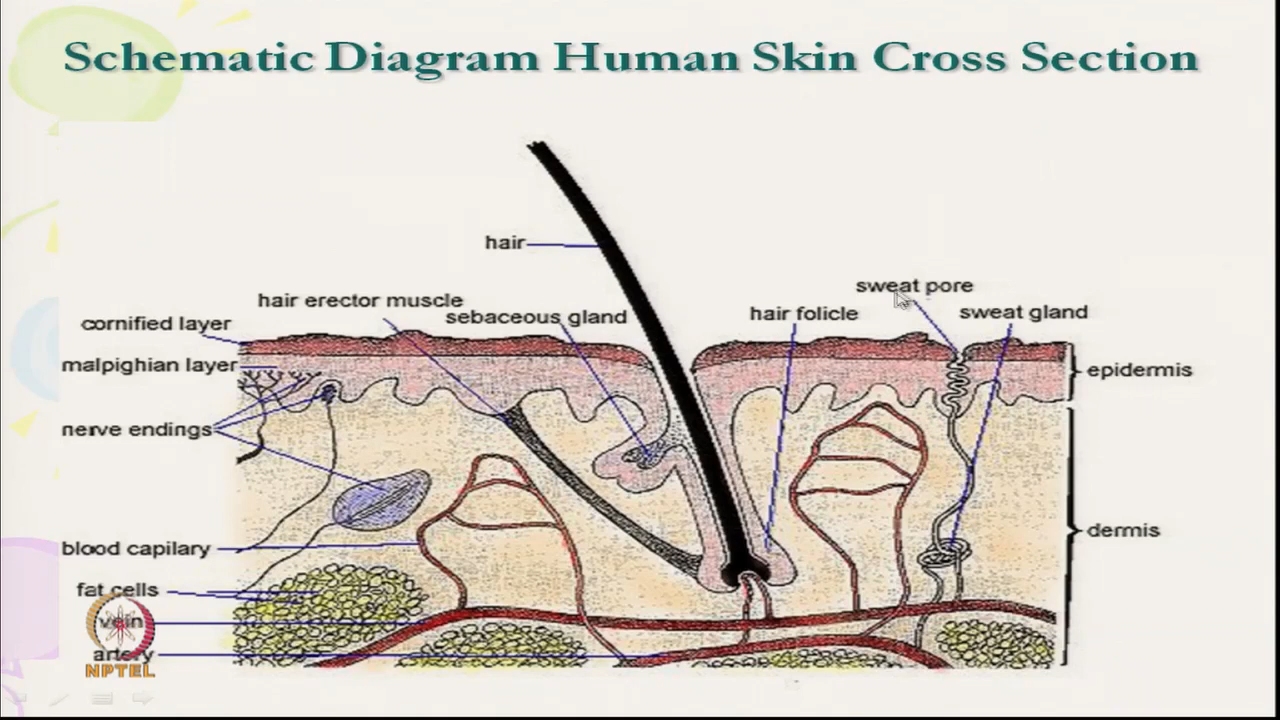 Schematic Diagram Human Skin Cross Section
hair
sweat pore
hair erector muscle
sebaceous gland
hair folicle
sweat gland
cornified layer
malpighian layer
epidermis
nerve endings
dermis
blood capilary
fat cells
vein
artery
NPTEL